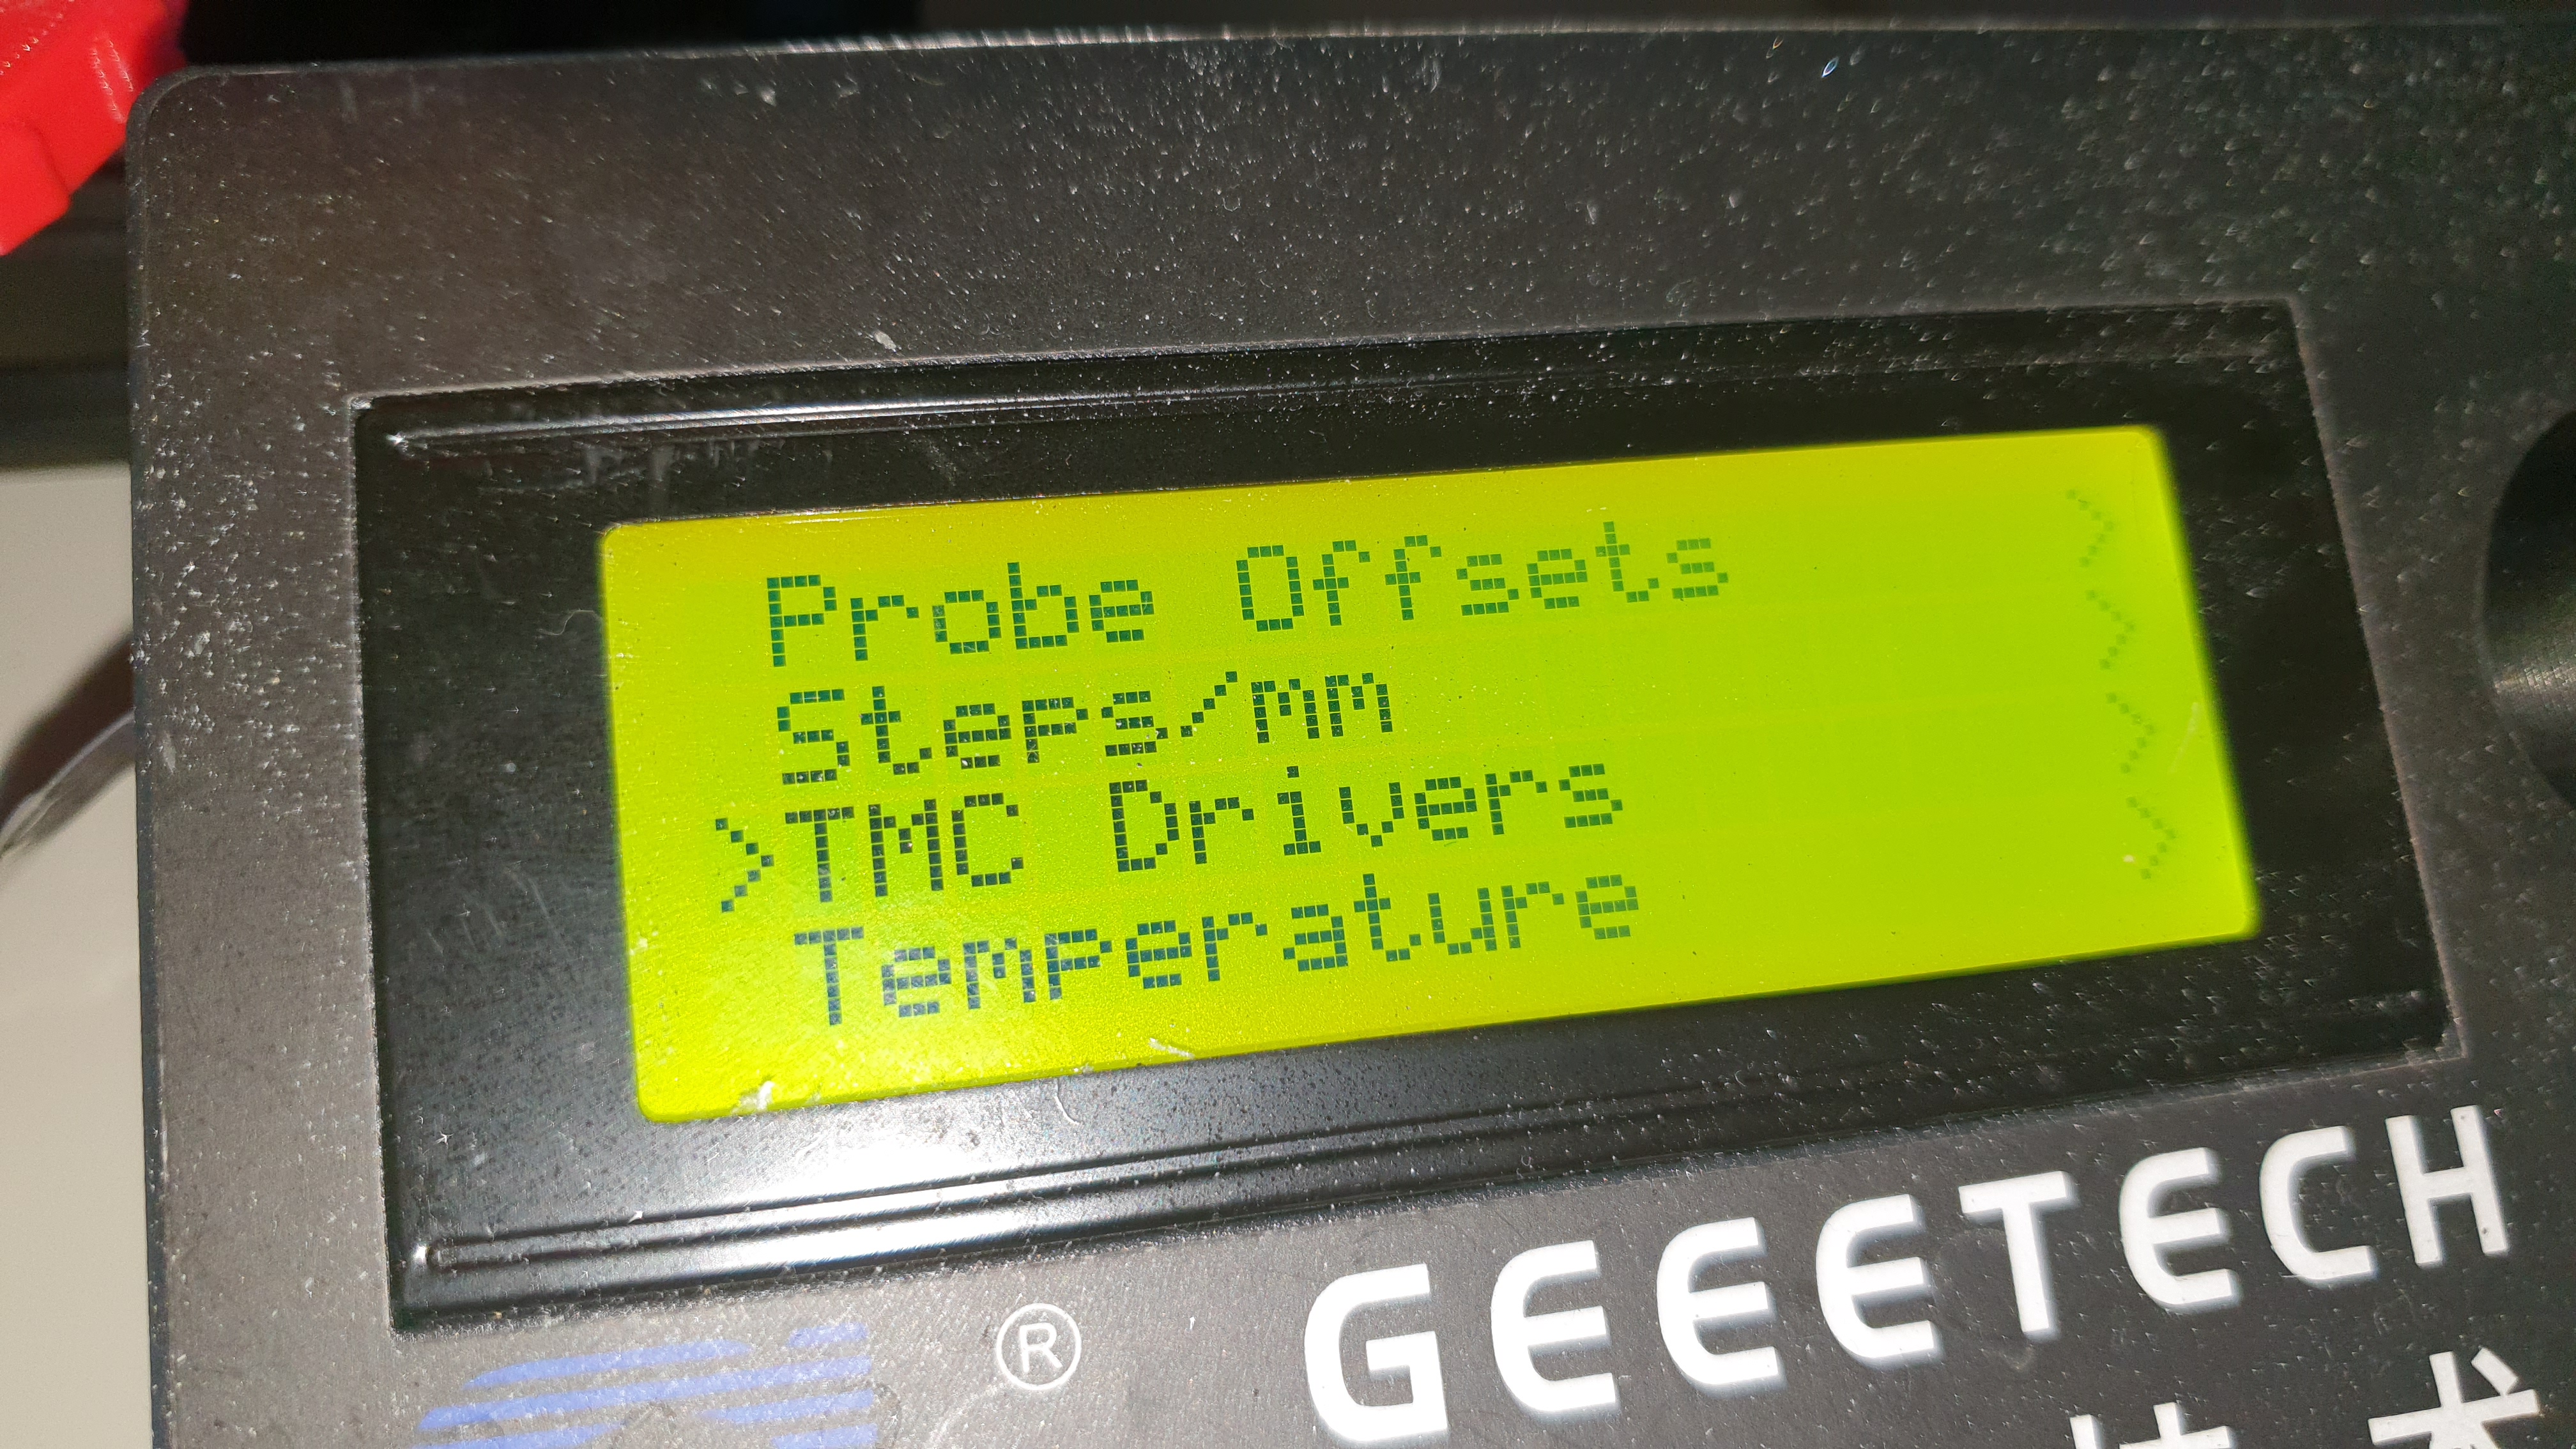 Probe Offsets >
Steps/mm >
>TMC Drivers >
Temperature >
® GEEETECH